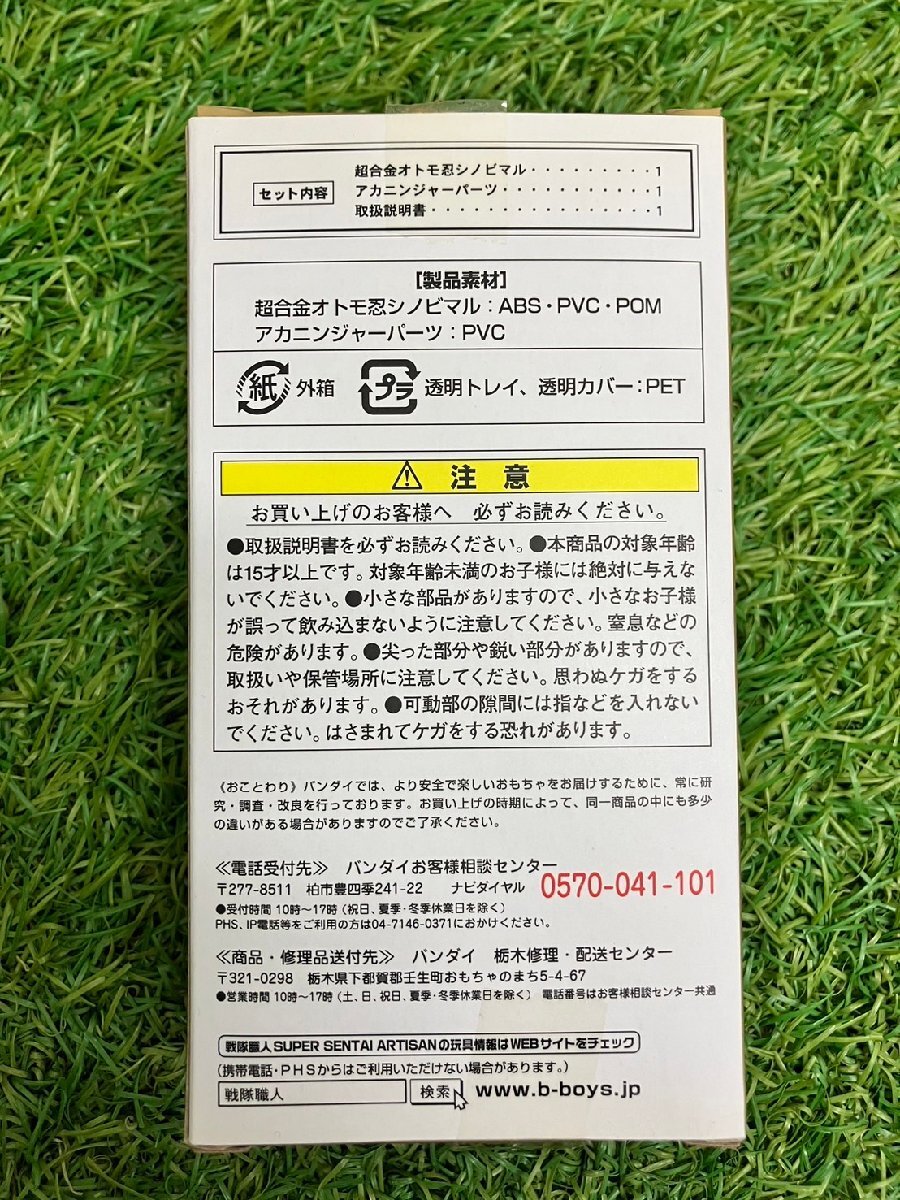 セット内容
超合金オトモ忍シノビマル・・・・・・・・・1
アカニンジャーパーツ・・・・・・・・・・・1
取扱説明書・・・・・・・・・・・・・・・・1
[製品素材]
超合金オトモ忍シノビマル：ABS・PVC・POM
アカニンジャーパーツ：PVC
紙 外箱 プラ 透明トレイ、透明カバー：PET
注意
お買い上げのお客様へ 必ずお読みください。
●取扱説明書を必ずお読みください。●本商品の対象年齢
は15才以上です。対象年齢未満のお子様には絶対に与えな
いでください。●小さな部品がありますので、小さなお子様
が誤って飲み込まないように注意してください。窒息などの
危険があります。●尖った部分や鋭い部分がありますので、
取扱いや保管場所に注意してください。思わぬケガをする
おそれがあります。●可動部の隙間には指などを入れない
でください。はさまれてケガをする恐れがあります。
《おことわり》バンダイでは、より安全で楽しいおもちゃをお届けするために、常に研
究・調査・改良を行っております。お買い上げの時期によって、同一商品の中にも多少
の違いがある場合がありますのでご了承ください。
≪電話受付先≫ バンダイお客様相談センター
〒277-8511 柏市豊四季241-22 ナビダイヤル 0570-041-101
●受付時間 10時〜17時（祝日、夏季・冬季休業日を除く）
PHS、IP電話等をご利用の方は04-7146-0371におかけください。
≪商品・修理品送付先≫ バンダイ 栃木修理・配送センター
〒321-0298 栃木県下都賀郡壬生町おもちゃのまち5-4-67
●営業時間 10時〜17時（土、日、祝日、夏季・冬季休業日を除く） 電話番号はお客様相談センター共通
戦隊職人 SUPER SENTAI ARTISANの玩具情報はWEBサイトをチェック
（携帯電話・PHSからはご利用いただけない場合があります。）
戦隊職人 検索 www.b-boys.jp